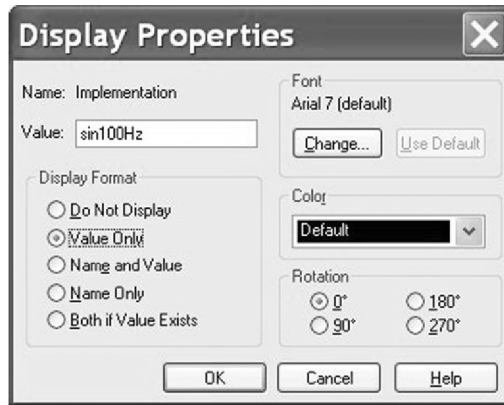 Display Properties
Name: Implementation
Value: sin100Hz
Display Format
Do Not Display
Value Only
Name and Value
Name Only
Both if Value Exists
Font
Arial 7 (default)
Change... Use Default
Color
Default
Rotation
0° 180°
90° 270°
OK Cancel Help